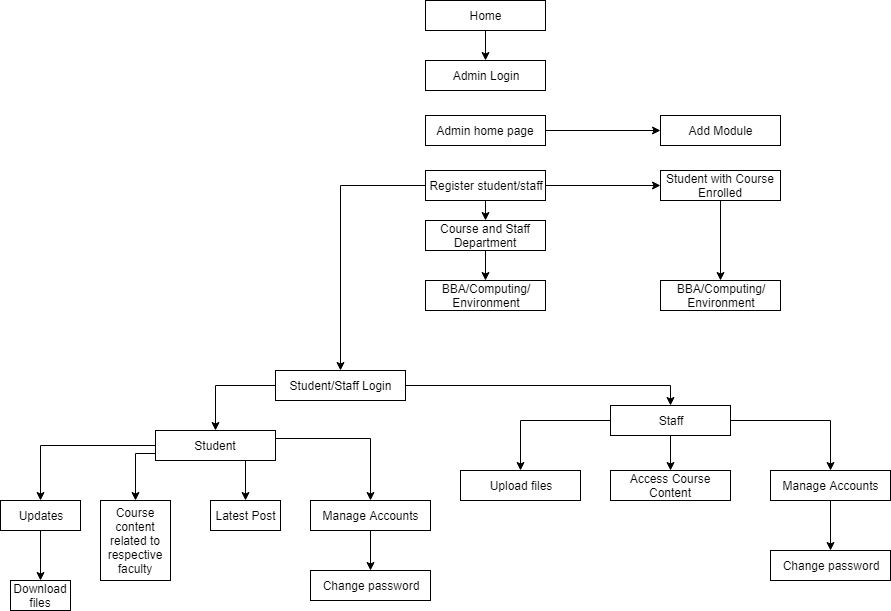 Home
Admin Login
Admin home page
Add Module
Register student/staff
Student with Course
Enrolled
Course and Staff
Department
BBA/Computing/
Environment
BBA/Computing/
Environment
Student/Staff Login
Staff
Student
Upload files
Access Course
Content
Manage Accounts
Updates
Course
content
related to
respective
faculty
Latest Post
Manage Accounts
Change password
Download
files
Change password